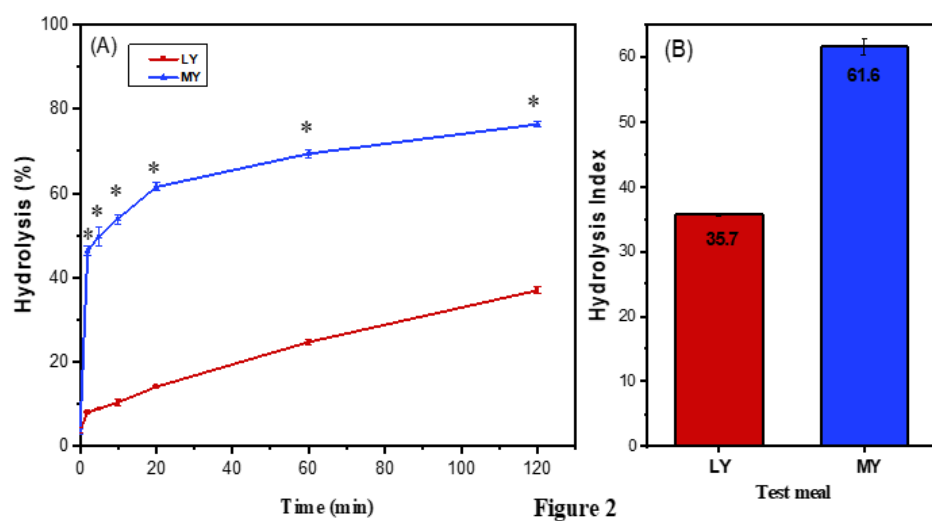 (A)
LY
MY
100
80
60
40
20
0
Hydrolysis (%)
* * * * * *
0 20 40 60 80 100 120
Time (min)
(B)
60
50
40
30
20
10
0
Hydrolysis Index
35.7
61.6
LY MY
Test meal
Figure 2